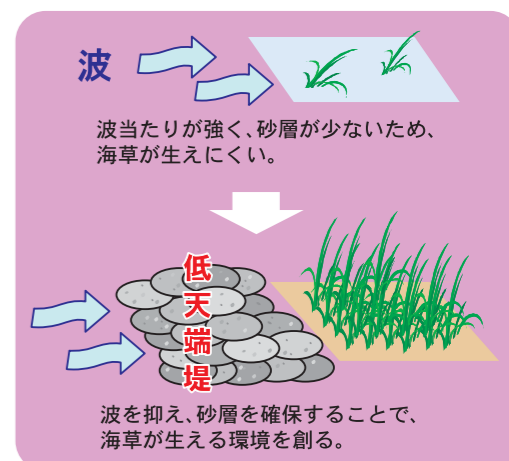 波
波当たりが強く、砂層が少ないため、
海草が生えにくい。
低天端堤
波を抑え、砂層を確保することで、
海草が生える環境を創る。